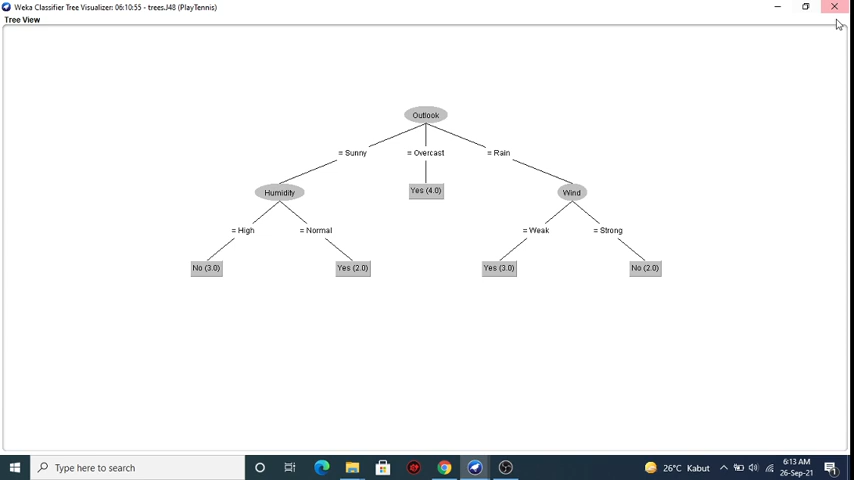 Weka Classifier Tree Visualizer: 06:10:55 - trees.J48 (PlayTennis)
Tree View
Outlook
= Sunny
= Overcast
= Rain
Humidity
Yes (4.0)
Wind
= High
= Normal
= Weak
= Strong
No (3.0)
Yes (2.0)
Yes (3.0)
No (2.0)
Type here to search
26°C Kabut
6:13 AM
26-Sep-21
1